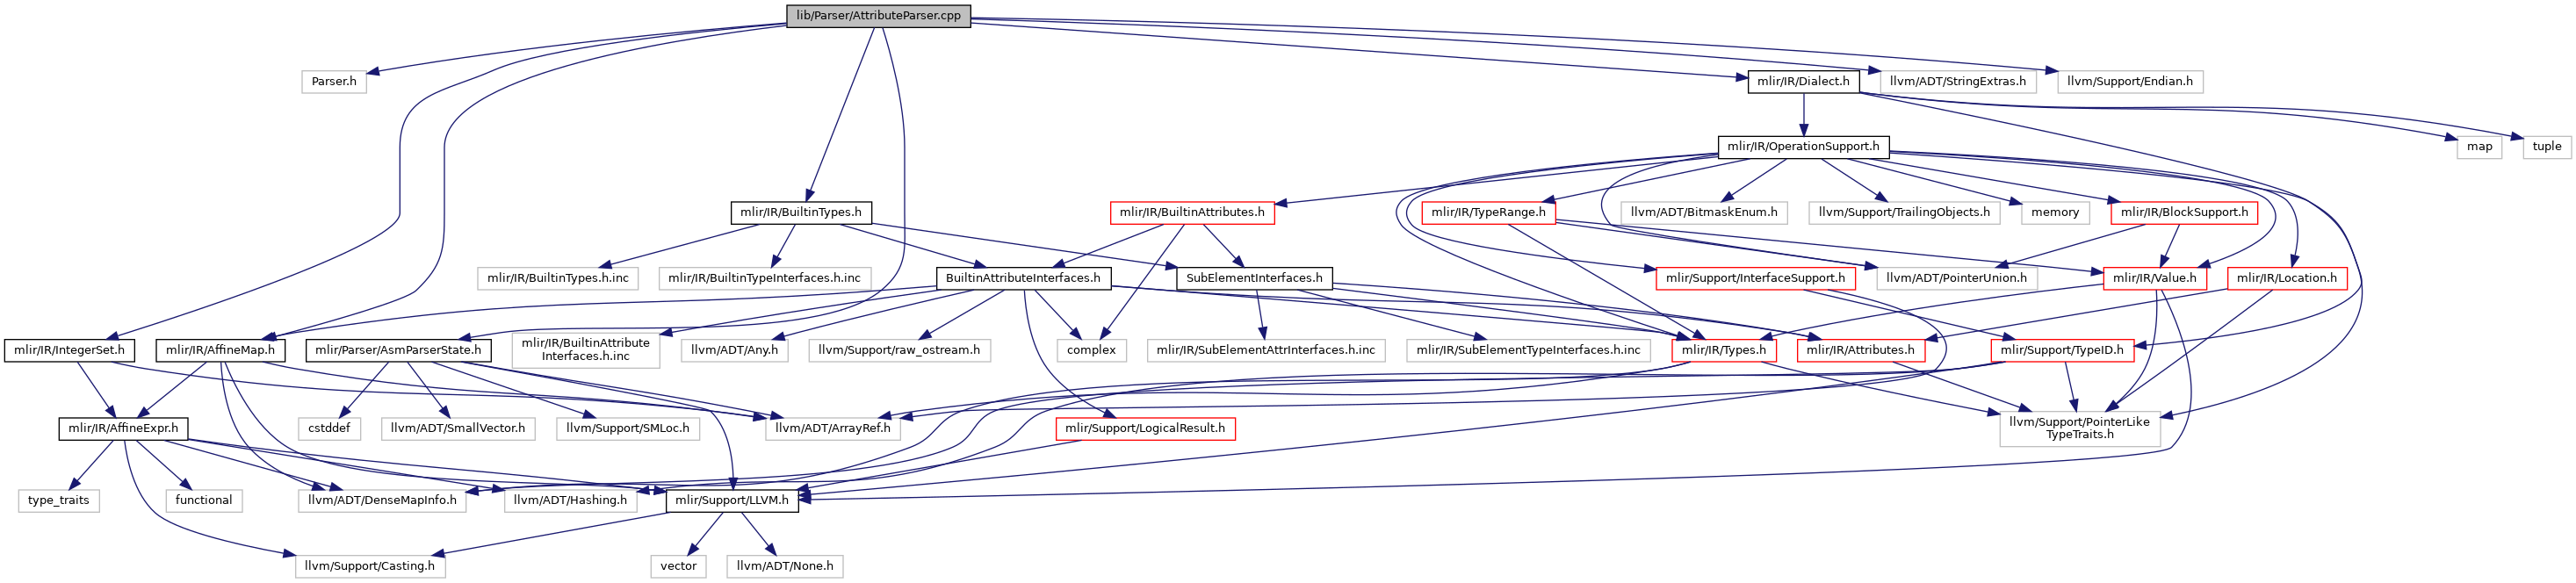 lib/Parser/AttributeParser.cpp
Parser.h
mlir/IR/Dialect.h
llvm/ADT/StringExtras.h
llvm/Support/Endian.h
mlir/IR/OperationSupport.h
map
tuple
mlir/IR/BuiltinTypes.h
mlir/IR/BuiltinAttributes.h
mlir/IR/TypeRange.h
llvm/ADT/BitmaskEnum.h
llvm/Support/TrailingObjects.h
memory
mlir/IR/BlockSupport.h
mlir/IR/BuiltinTypes.h.inc
mlir/IR/BuiltinTypeInterfaces.h.inc
BuiltinAttributeInterfaces.h
SubElementInterfaces.h
mlir/Support/InterfaceSupport.h
llvm/ADT/PointerUnion.h
mlir/IR/Value.h
mlir/IR/Location.h
mlir/IR/IntegerSet.h
mlir/IR/AffineMap.h
mlir/Parser/AsmParserState.h
mlir/IR/BuiltinAttribute
Interfaces.h.inc
llvm/ADT/Any.h
llvm/Support/raw_ostream.h
complex
mlir/IR/SubElementAttrInterfaces.h.inc
mlir/IR/SubElementTypeInterfaces.h.inc
mlir/IR/Types.h
mlir/IR/Attributes.h
mlir/Support/TypeID.h
mlir/IR/AffineExpr.h
cstddef
llvm/ADT/SmallVector.h
llvm/Support/SMLoc.h
llvm/ADT/ArrayRef.h
mlir/Support/LogicalResult.h
llvm/Support/PointerLike
TypeTraits.h
type_traits
functional
llvm/ADT/DenseMapInfo.h
llvm/ADT/Hashing.h
mlir/Support/LLVM.h
llvm/Support/Casting.h
vector
llvm/ADT/None.h